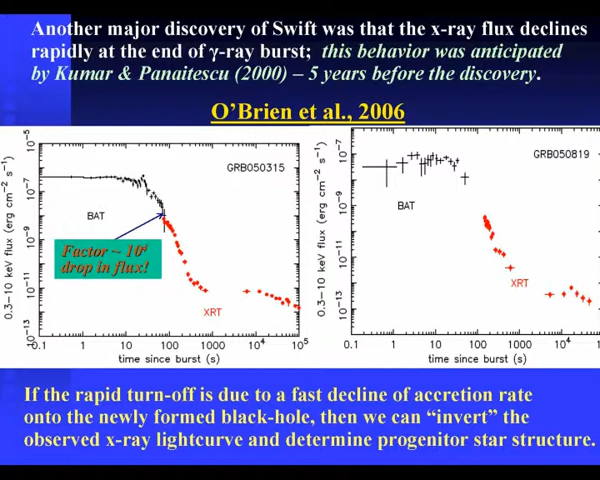 Another major discovery of Swift was that the x-ray flux declines
rapidly at the end of γ-ray burst; this behavior was anticipated
by Kumar & Panaitescu (2000) – 5 years before the discovery.
O'Brien et al., 2006
0.3–10 keV flux (erg cm⁻² s⁻¹)
10⁻⁵
10⁻⁷
10⁻⁹
10⁻¹¹
10⁻¹³
GRB050315
BAT
Factor ~ 10⁴
drop in flux!
XRT
0.1 1 10 100 1000 10⁴ 10⁵
time since burst (s)
0.3–10 keV flux (erg cm⁻² s⁻¹)
10⁻⁷
10⁻⁹
10⁻¹¹
10⁻¹³
GRB050819
BAT
XRT
0.1 1 10 100 1000 10⁴
time since burst (s)
If the rapid turn-off is due to a fast decline of accretion rate
onto the newly formed black-hole, then we can “invert” the
observed x-ray lightcurve and determine progenitor star structure.